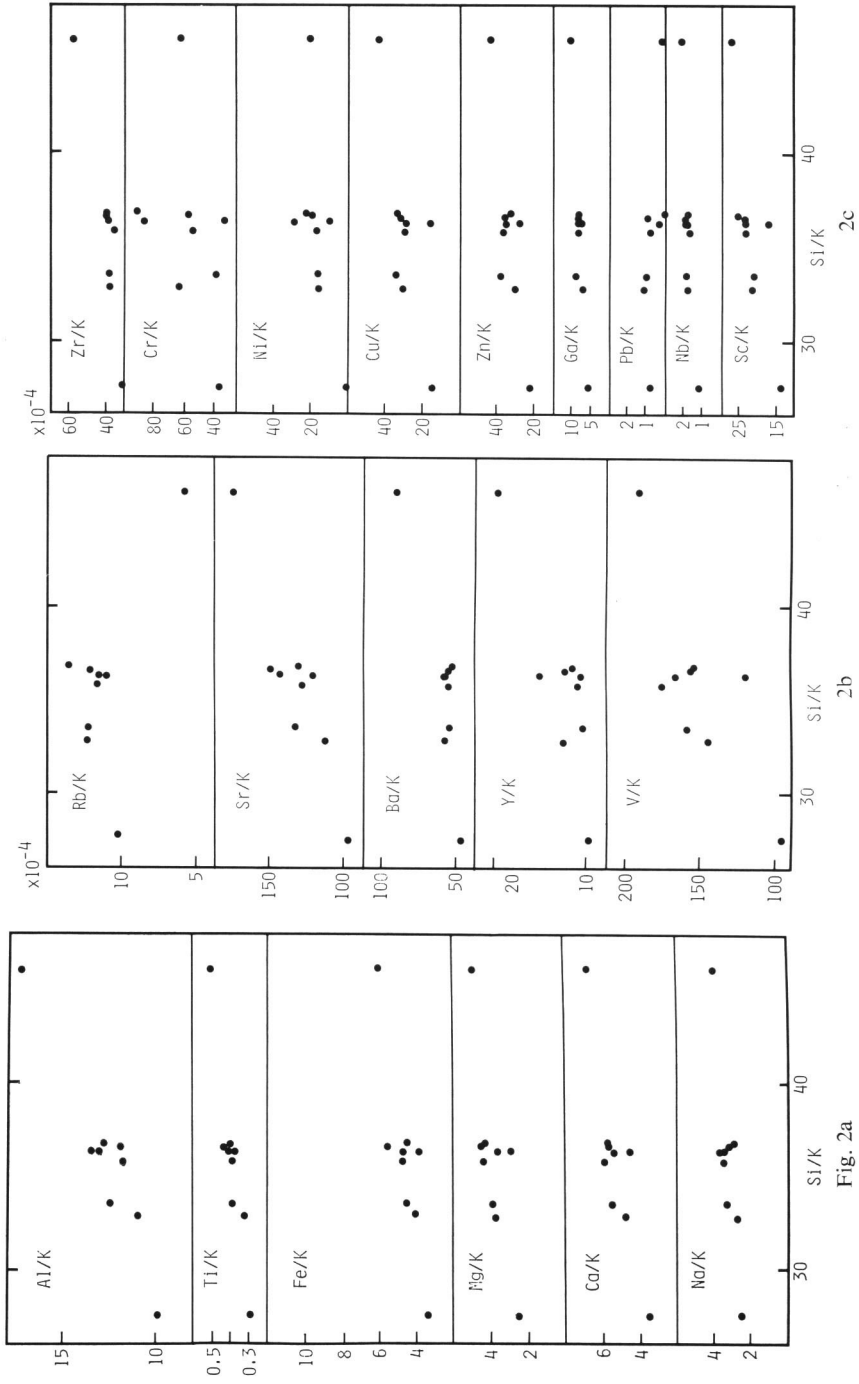 Al/K
15
10
Ti/K
0.5
0.3
Fe/K
10
8
6
4
Mg/K
4
2
Ca/K
6
4
Na/K
4
2
30
40
Si/K
Fig. 2a
x10⁻⁴
Rb/K
10
5
Sr/K
150
100
Ba/K
100
50
Y/K
20
10
V/K
200
150
100
30
40
Si/K
2b
x10⁻⁴
Zr/K
60
40
20
Cr/K
80
60
40
Ni/K
40
20
Cu/K
40
20
Zn/K
40
20
Ga/K
10
5
Pb/K
2
1
Nb/K
2
1
Sc/K
25
15
30
40
Si/K
2c